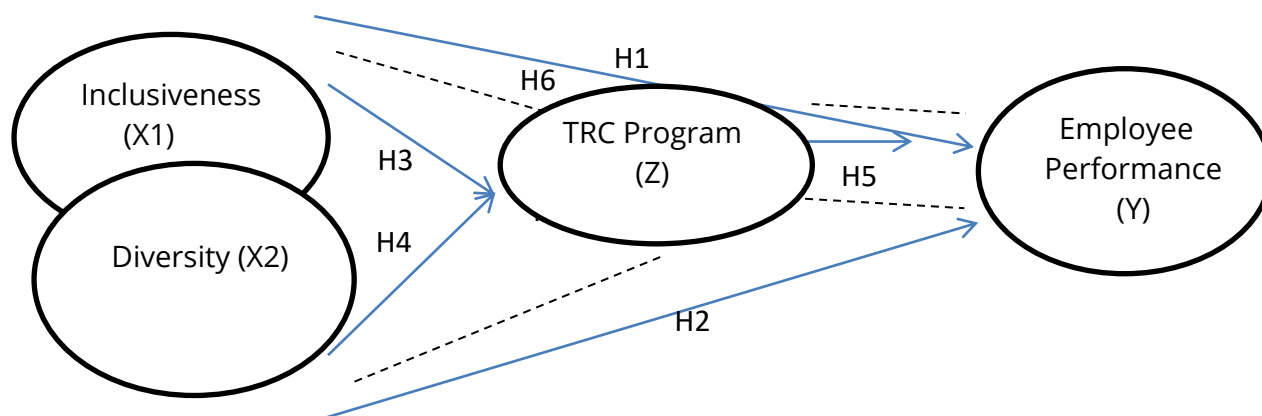 H1
H6
Inclusiveness
(X1)
TRC Program
(Z)
Employee
Performance
(Y)
H3
H5
H4
Diversity (X2)
H2